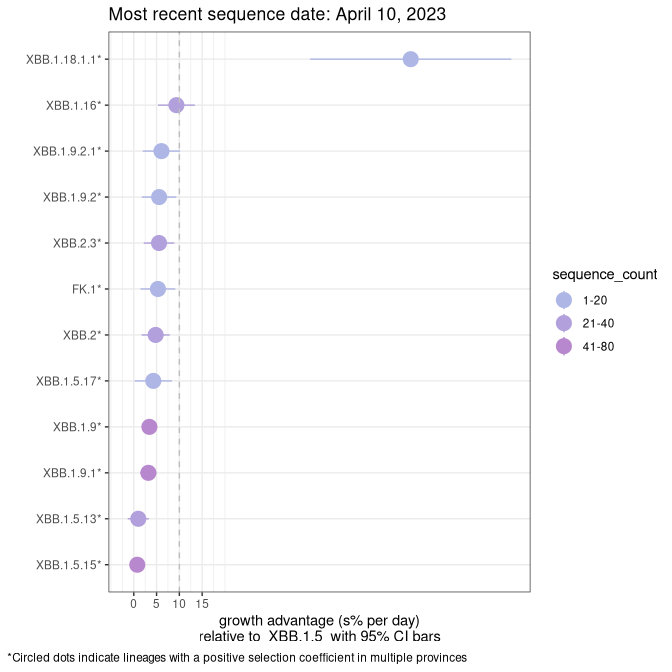 Most recent sequence date: April 10, 2023
XBB.1.18.1.1*
XBB.1.16*
XBB.1.9.2.1*
XBB.1.9.2*
XBB.2.3*
FK.1*
XBB.2*
XBB.1.5.17*
XBB.1.9*
XBB.1.9.1*
XBB.1.5.13*
XBB.1.5.15*
0 5 10 15
growth advantage (s% per day)
relative to XBB.1.5 with 95% CI bars
sequence_count
1-20
21-40
41-80
*Circled dots indicate lineages with a positive selection coefficient in multiple provinces